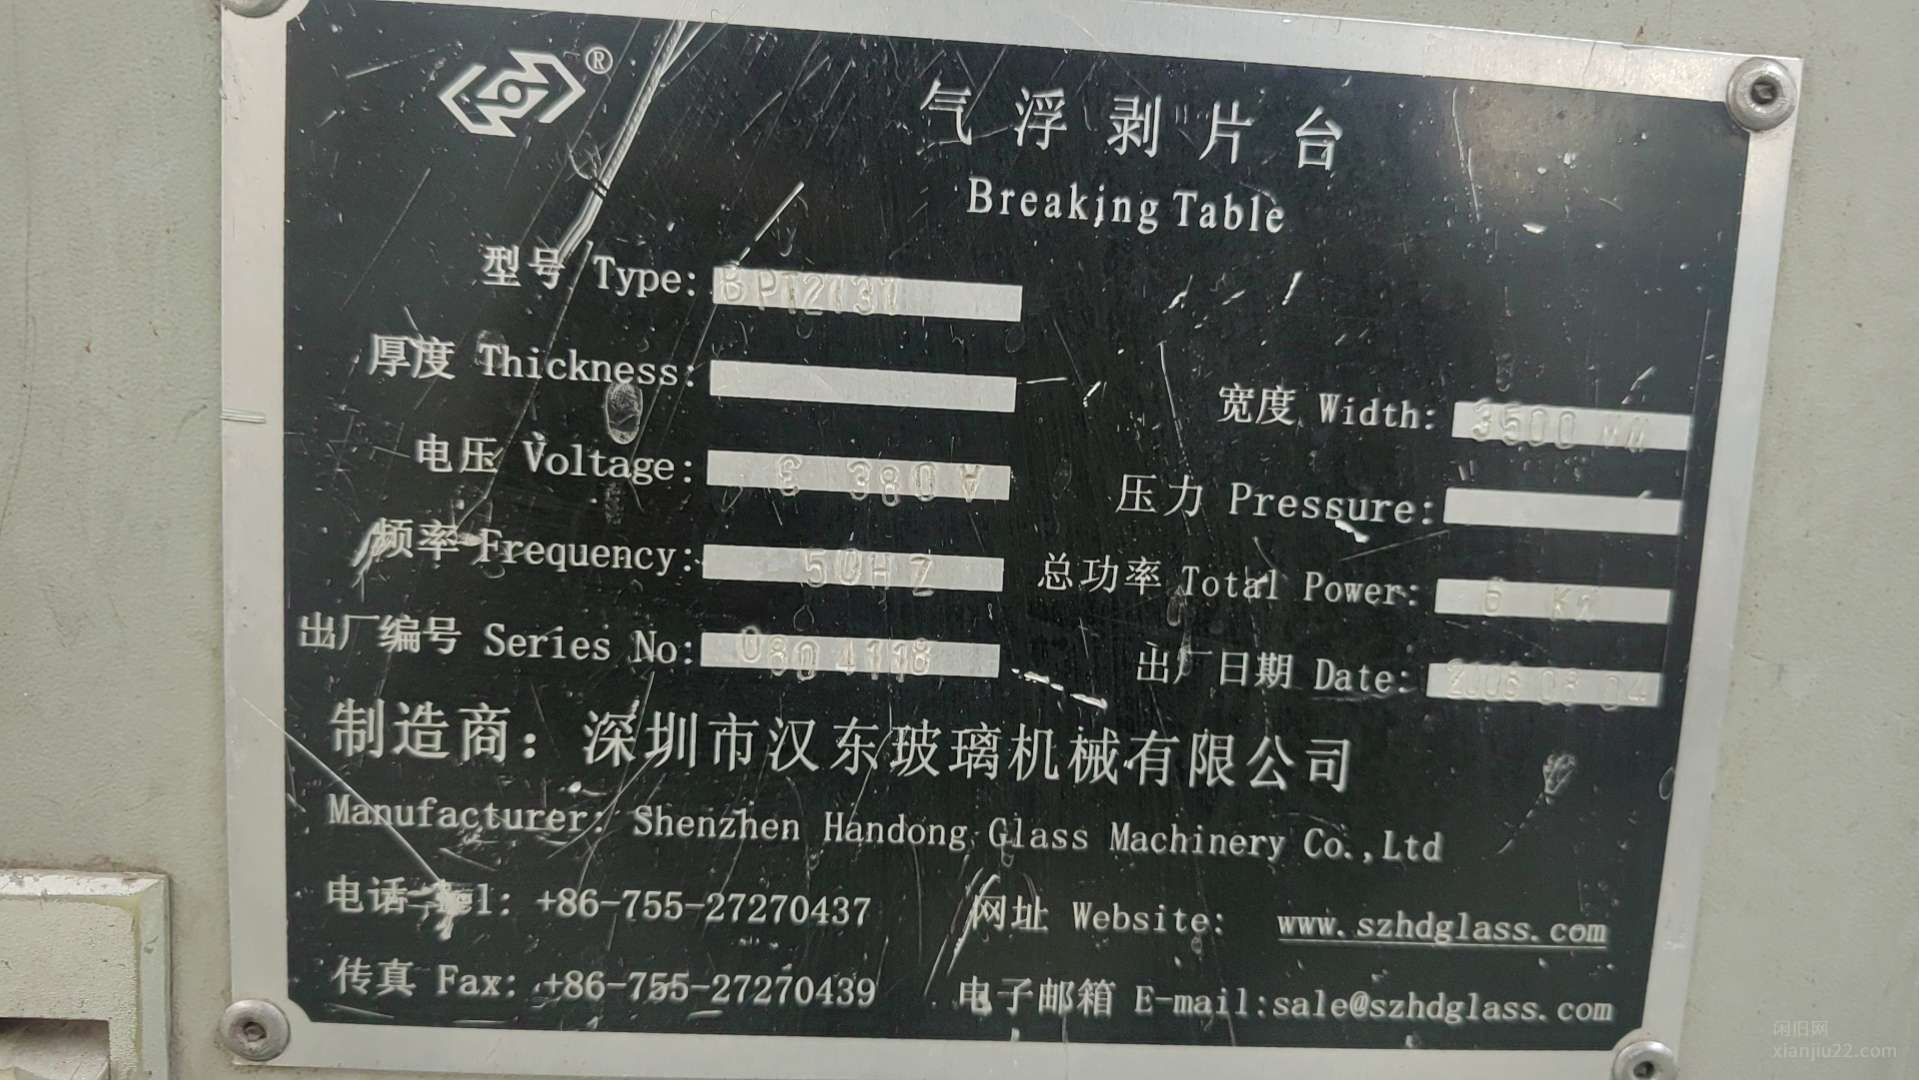 ®
气浮剥片台
Breaking Table
型号 Type:
厚度 Thickness:
宽度 Width: 3500
电压 Voltage: 380V
压力 Pressure:
频率 Frequency: 50HZ
总功率 Total Power: 6
出厂编号 Series No:
出厂日期 Date:
制造商：深圳市汉东玻璃机械有限公司
Manufacturer: Shenzhen Handong Glass Machinery Co.,Ltd
电话 Tel: +86-755-27270437
网址 Website: www.szhdglass.com
传真 Fax: +86-755-27270439
电子邮箱 E-mail:sale@szhdglass.com
闲旧网
xianjiu22.com